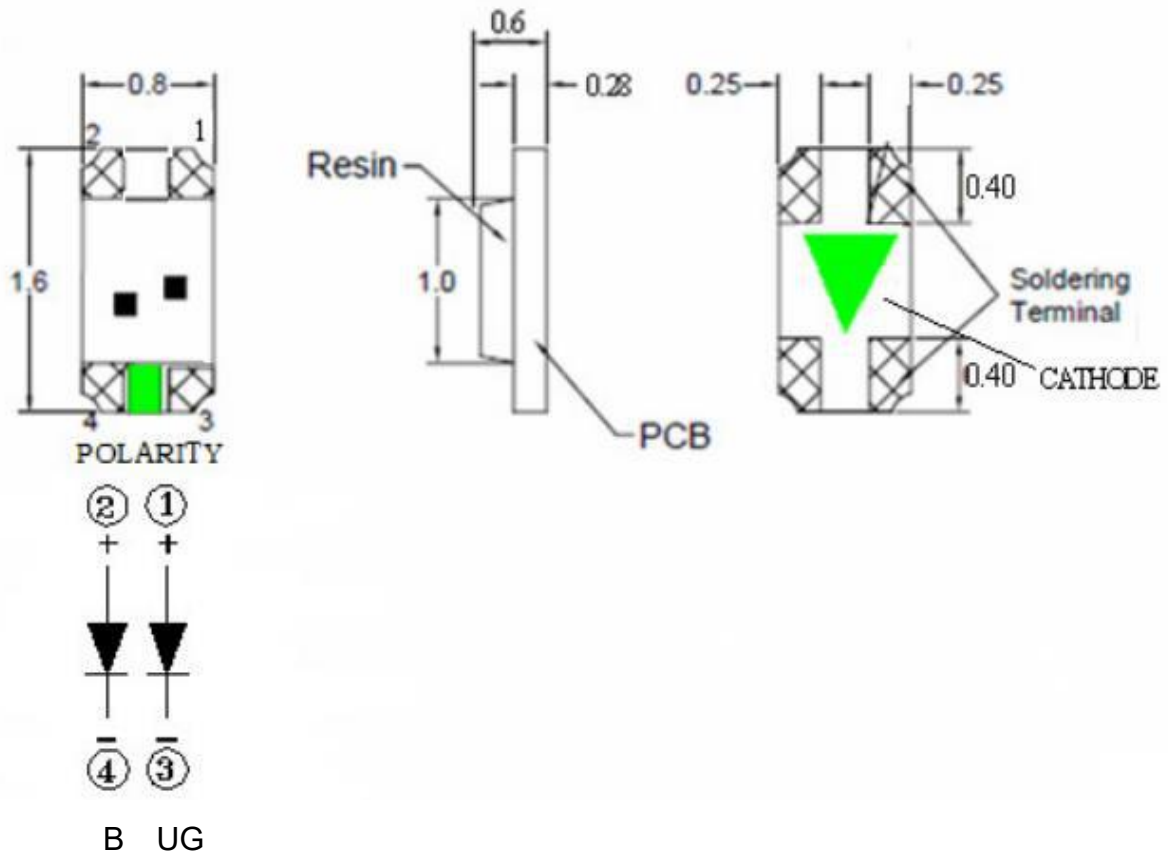 0.6
0.8
0.28
0.25
0.25
2
1
Resin
0.40
1.6
1.0
Soldering
Terminal
0.40
CATHODE
4
3
PCB
POLARITY
② ①
+ +
− −
④ ③
B UG